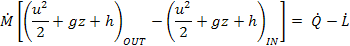 Ṁ [ (u²/2 + gz + h)_OUT − (u²/2 + gz + h)_IN ] = Q̇ − L̇